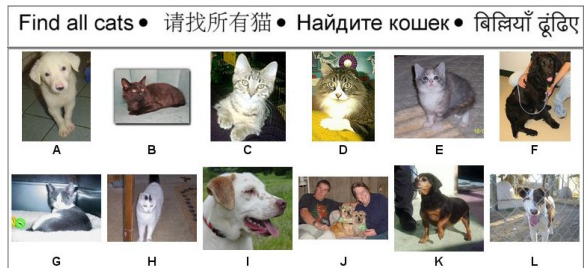 Find all cats • 请找所有猫 • Найдите кошек • बिल्लियाँ ढूंढिए
A B C D E F
G H I J K L